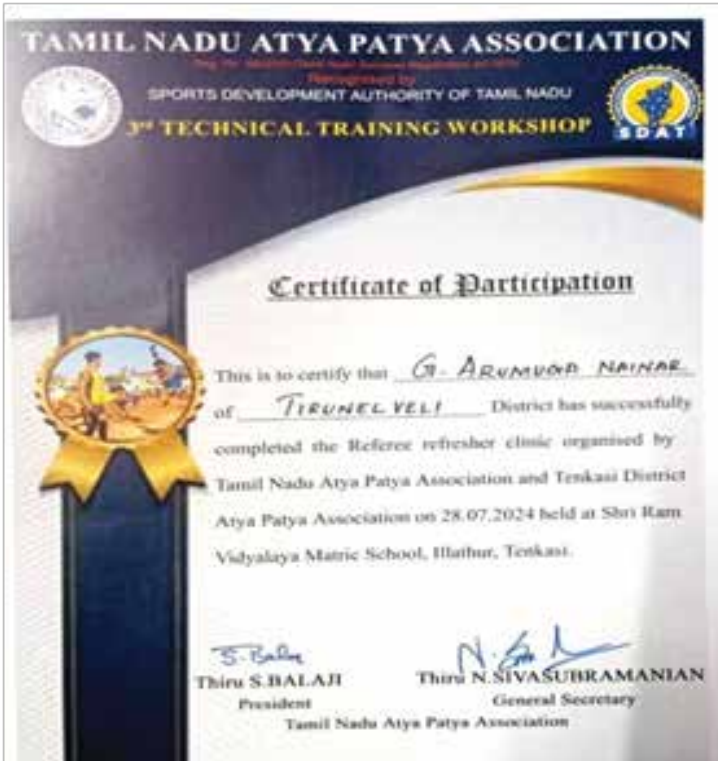 TAMIL NADU ATYA PATYA ASSOCIATION
Recognised by
SPORTS DEVELOPMENT AUTHORITY OF TAMIL NADU
3rd TECHNICAL TRAINING WORKSHOP
SDAT
Certificate of Participation
This is to certify that G. ARUMUGA NAINAR
of TIRUNELVELI District has successfully
completed the Referee refresher clinic organised by
Tamil Nadu Atya Patya Association and Tenkasi District
Atya Patya Association on 28.07.2024 held at Shri Ram
Vidyalaya Matric School, Illathur, Tenkasi.
S. Balaj
Thiru S.BALAJI
Thiru N.SIVASUBRAMANIAN
President
General Secretary
Tamil Nadu Atya Patya Association